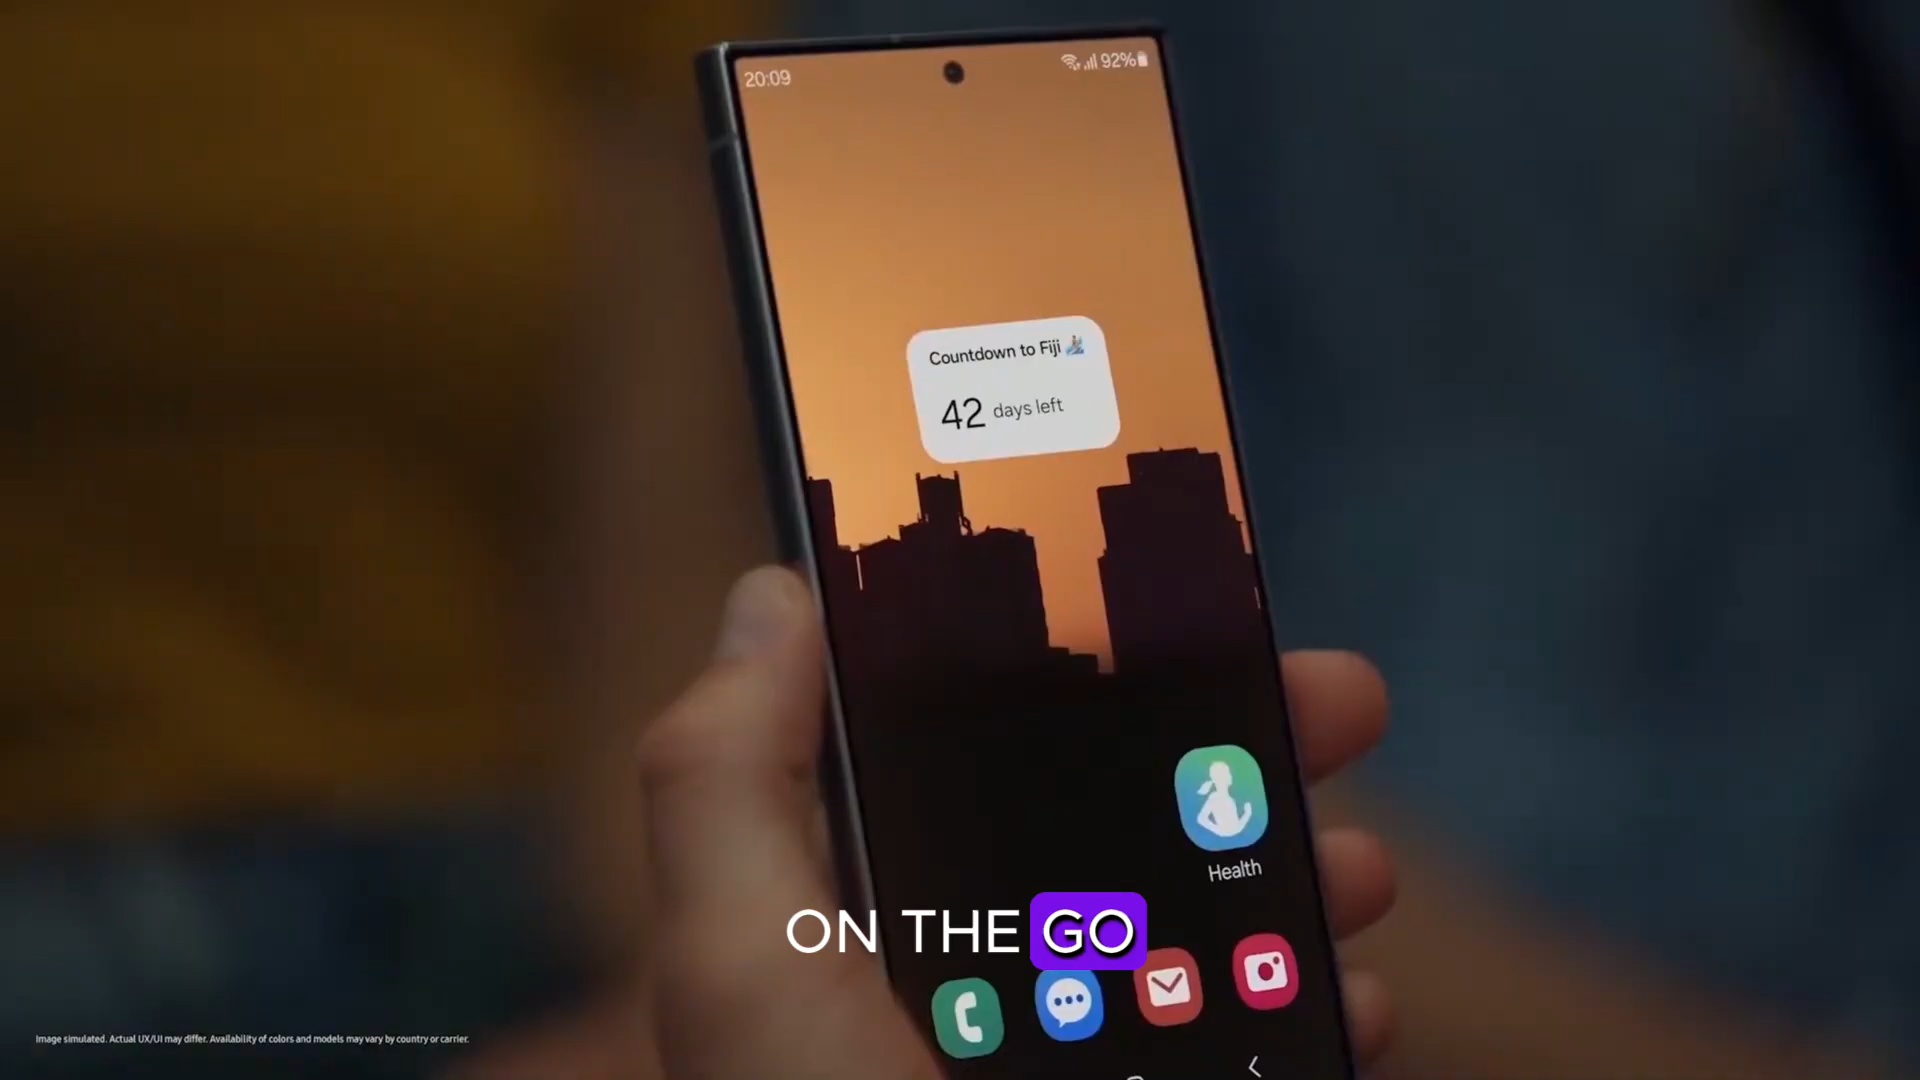 20:09
92%
Countdown to Fiji
42 days left
Health
ON THE GO
Image simulated. Actual UX/UI may differ. Availability of colors and models may vary by country or carrier.